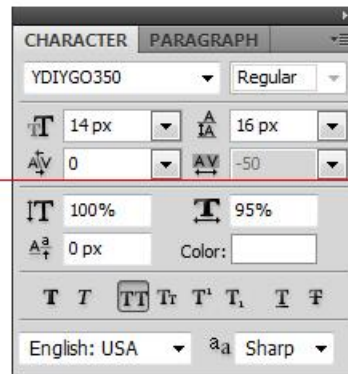 CHARACTER PARAGRAPH
YDIYGO350 Regular
14 px 16 px
0 -50
100% 95%
0 px Color:
T T TT Tт T¹ T₁ T Ŧ
English: USA aa Sharp